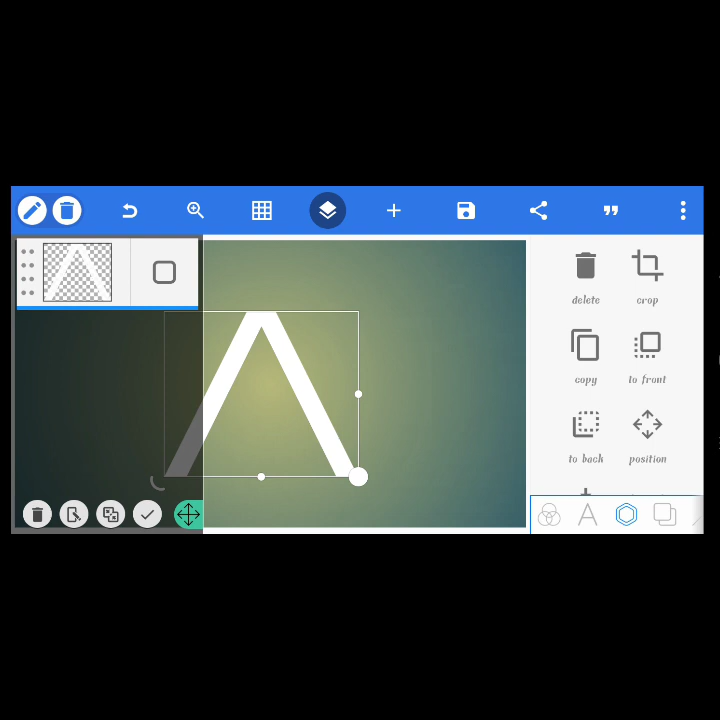 delete
crop
copy
to front
to back
position